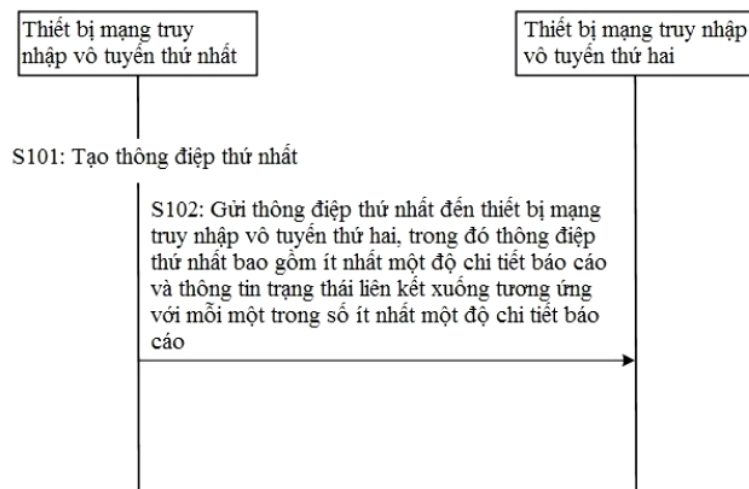 Thiết bị mạng truy
nhập vô tuyến thứ nhất
Thiết bị mạng truy nhập
vô tuyến thứ hai
S101: Tạo thông điệp thứ nhất
S102: Gửi thông điệp thứ nhất đến thiết bị mạng
truy nhập vô tuyến thứ hai, trong đó thông điệp
thứ nhất bao gồm ít nhất một độ chi tiết báo cáo
và thông tin trạng thái liên kết xuống tương ứng
với mỗi một trong số ít nhất một độ chi tiết báo
cáo